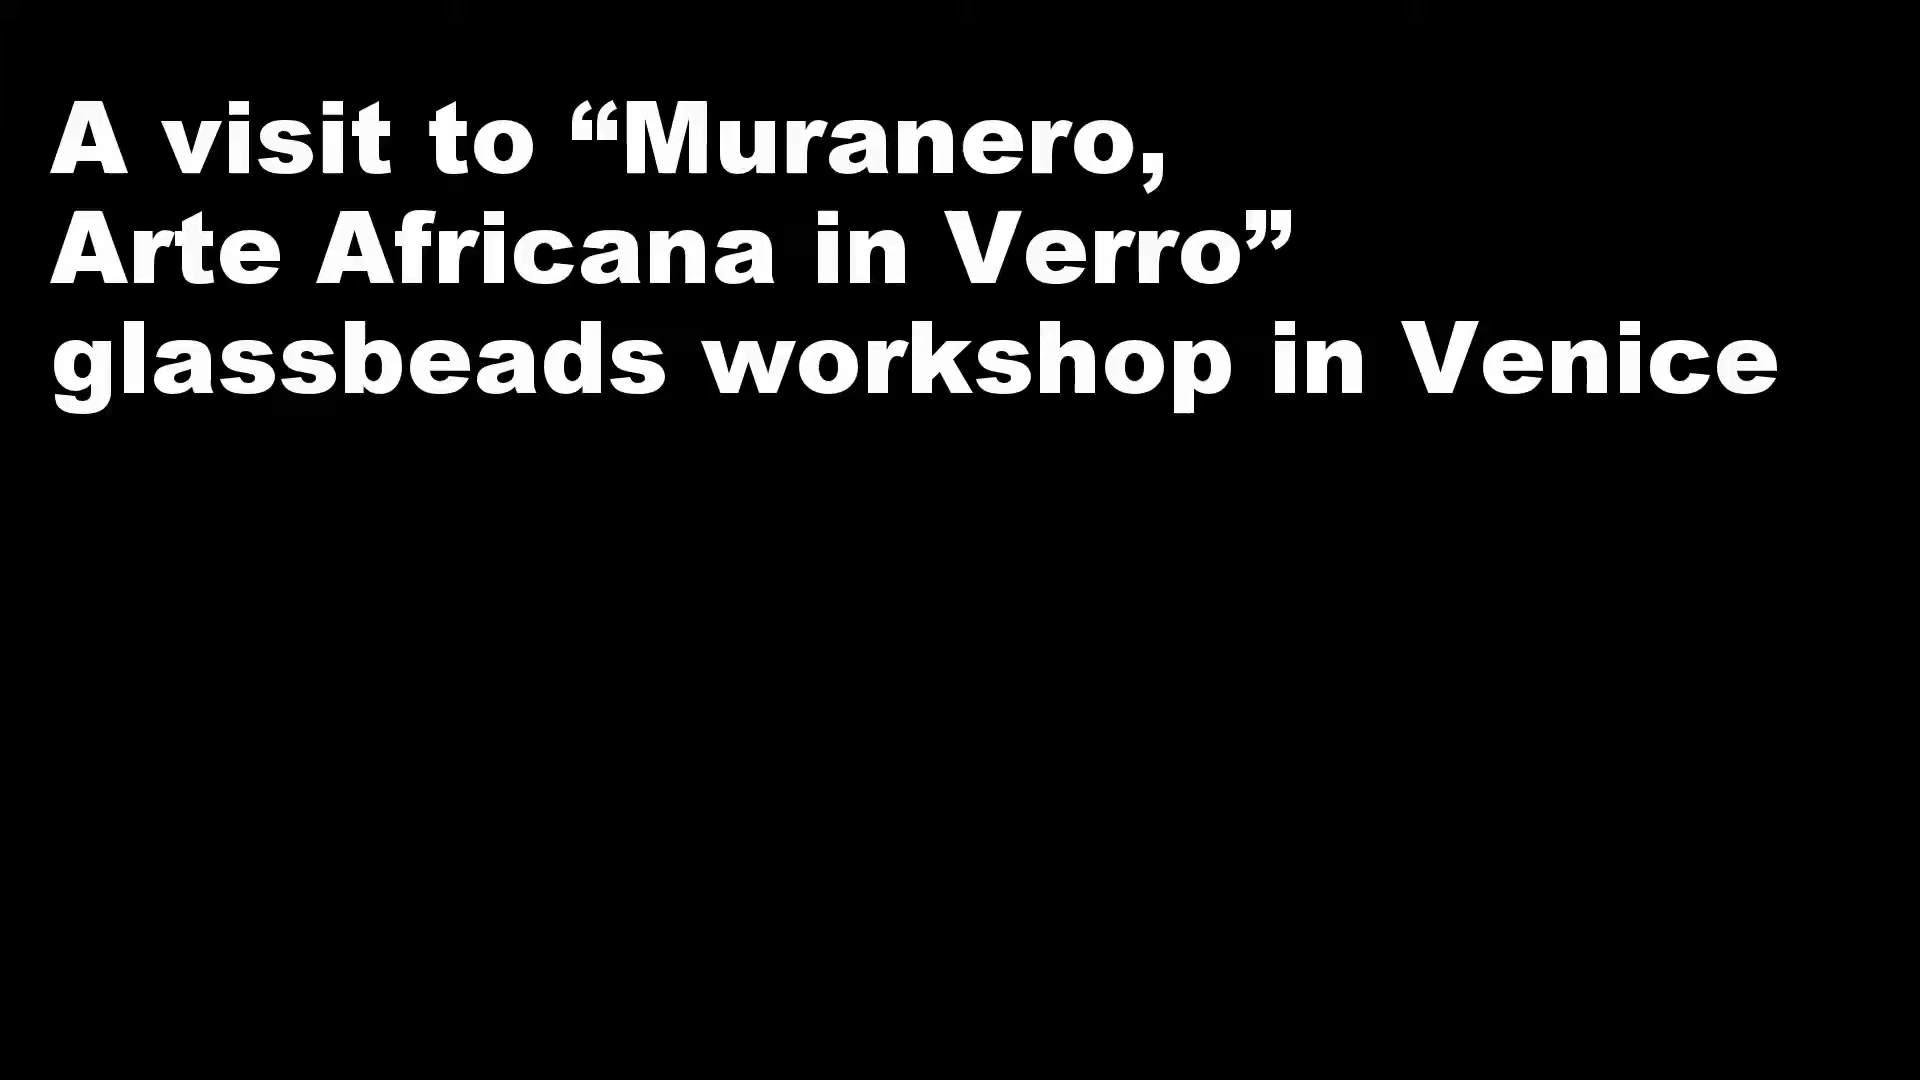 A visit to “Muranero,
Arte Africana in Verro”
glassbeads workshop in Venice